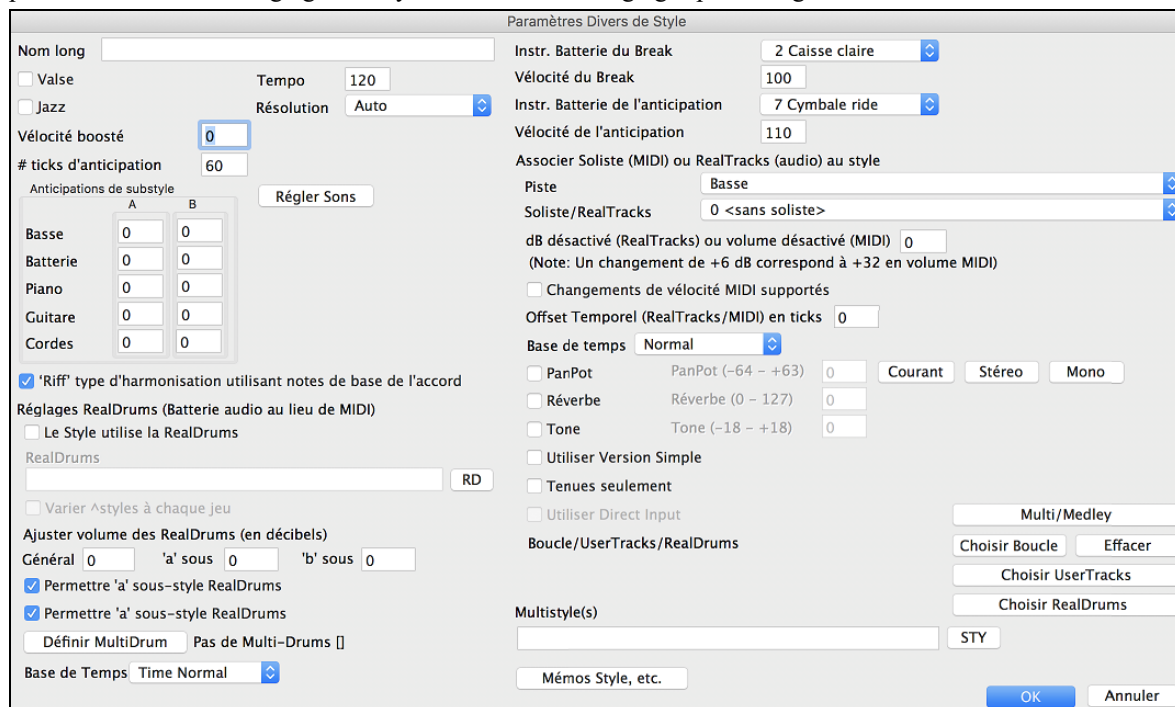 Paramètres Divers de Style
Nom long
Valse
Tempo 120
Jazz
Résolution Auto
Vélocité boosté 0
# ticks d'anticipation 60
Anticipations de substyle
A B
Régler Sons
Basse 0 0
Batterie 0 0
Piano 0 0
Guitare 0 0
Cordes 0 0
'Riff' type d'harmonisation utilisant notes de base de l'accord
Réglages RealDrums (Batterie audio au lieu de MIDI)
Le Style utilise la RealDrums
RealDrums
RD
Varier ^styles à chaque jeu
Ajuster volume des RealDrums (en décibels)
Général 0 'a' sous 0 'b' sous 0
Permettre 'a' sous-style RealDrums
Permettre 'a' sous-style RealDrums
Définir MultiDrum Pas de Multi-Drums []
Base de Temps Time Normal
Instr. Batterie du Break 2 Caisse claire
Vélocité du Break 100
Instr. Batterie de l'anticipation 7 Cymbale ride
Vélocité de l'anticipation 110
Associer Soliste (MIDI) ou RealTracks (audio) au style
Piste Basse
Soliste/RealTracks 0 <sans soliste>
dB désactivé (RealTracks) ou volume désactivé (MIDI) 0
(Note: Un changement de +6 dB correspond à +32 en volume MIDI)
Changements de vélocité MIDI supportés
Offset Temporel (RealTracks/MIDI) en ticks 0
Base de temps Normal
PanPot PanPot (-64 - +63) 0 Courant Stéreo Mono
Réverbe Réverbe (0 - 127) 0
Tone Tone (-18 - +18) 0
Utiliser Version Simple
Tenues seulement
Utiliser Direct Input
Multi/Medley
Boucle/UserTracks/RealDrums
Choisir Boucle Effacer
Choisir UserTracks
Choisir RealDrums
Multistyle(s)
STY
Mémos Style, etc.
OK Annuler